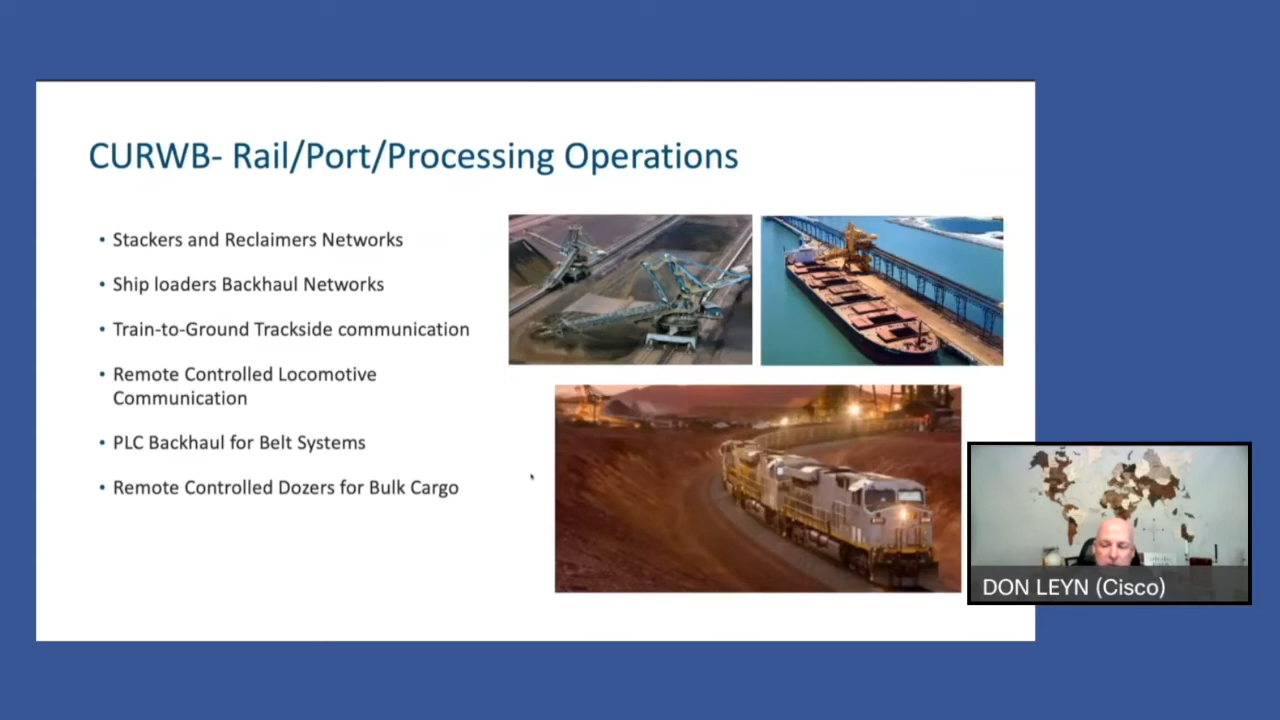 CURWB- Rail/Port/Processing Operations
• Stackers and Reclaimers Networks
• Ship loaders Backhaul Networks
• Train-to-Ground Trackside communication
• Remote Controlled Locomotive
Communication
• PLC Backhaul for Belt Systems
• Remote Controlled Dozers for Bulk Cargo
DON LEYN (Cisco)